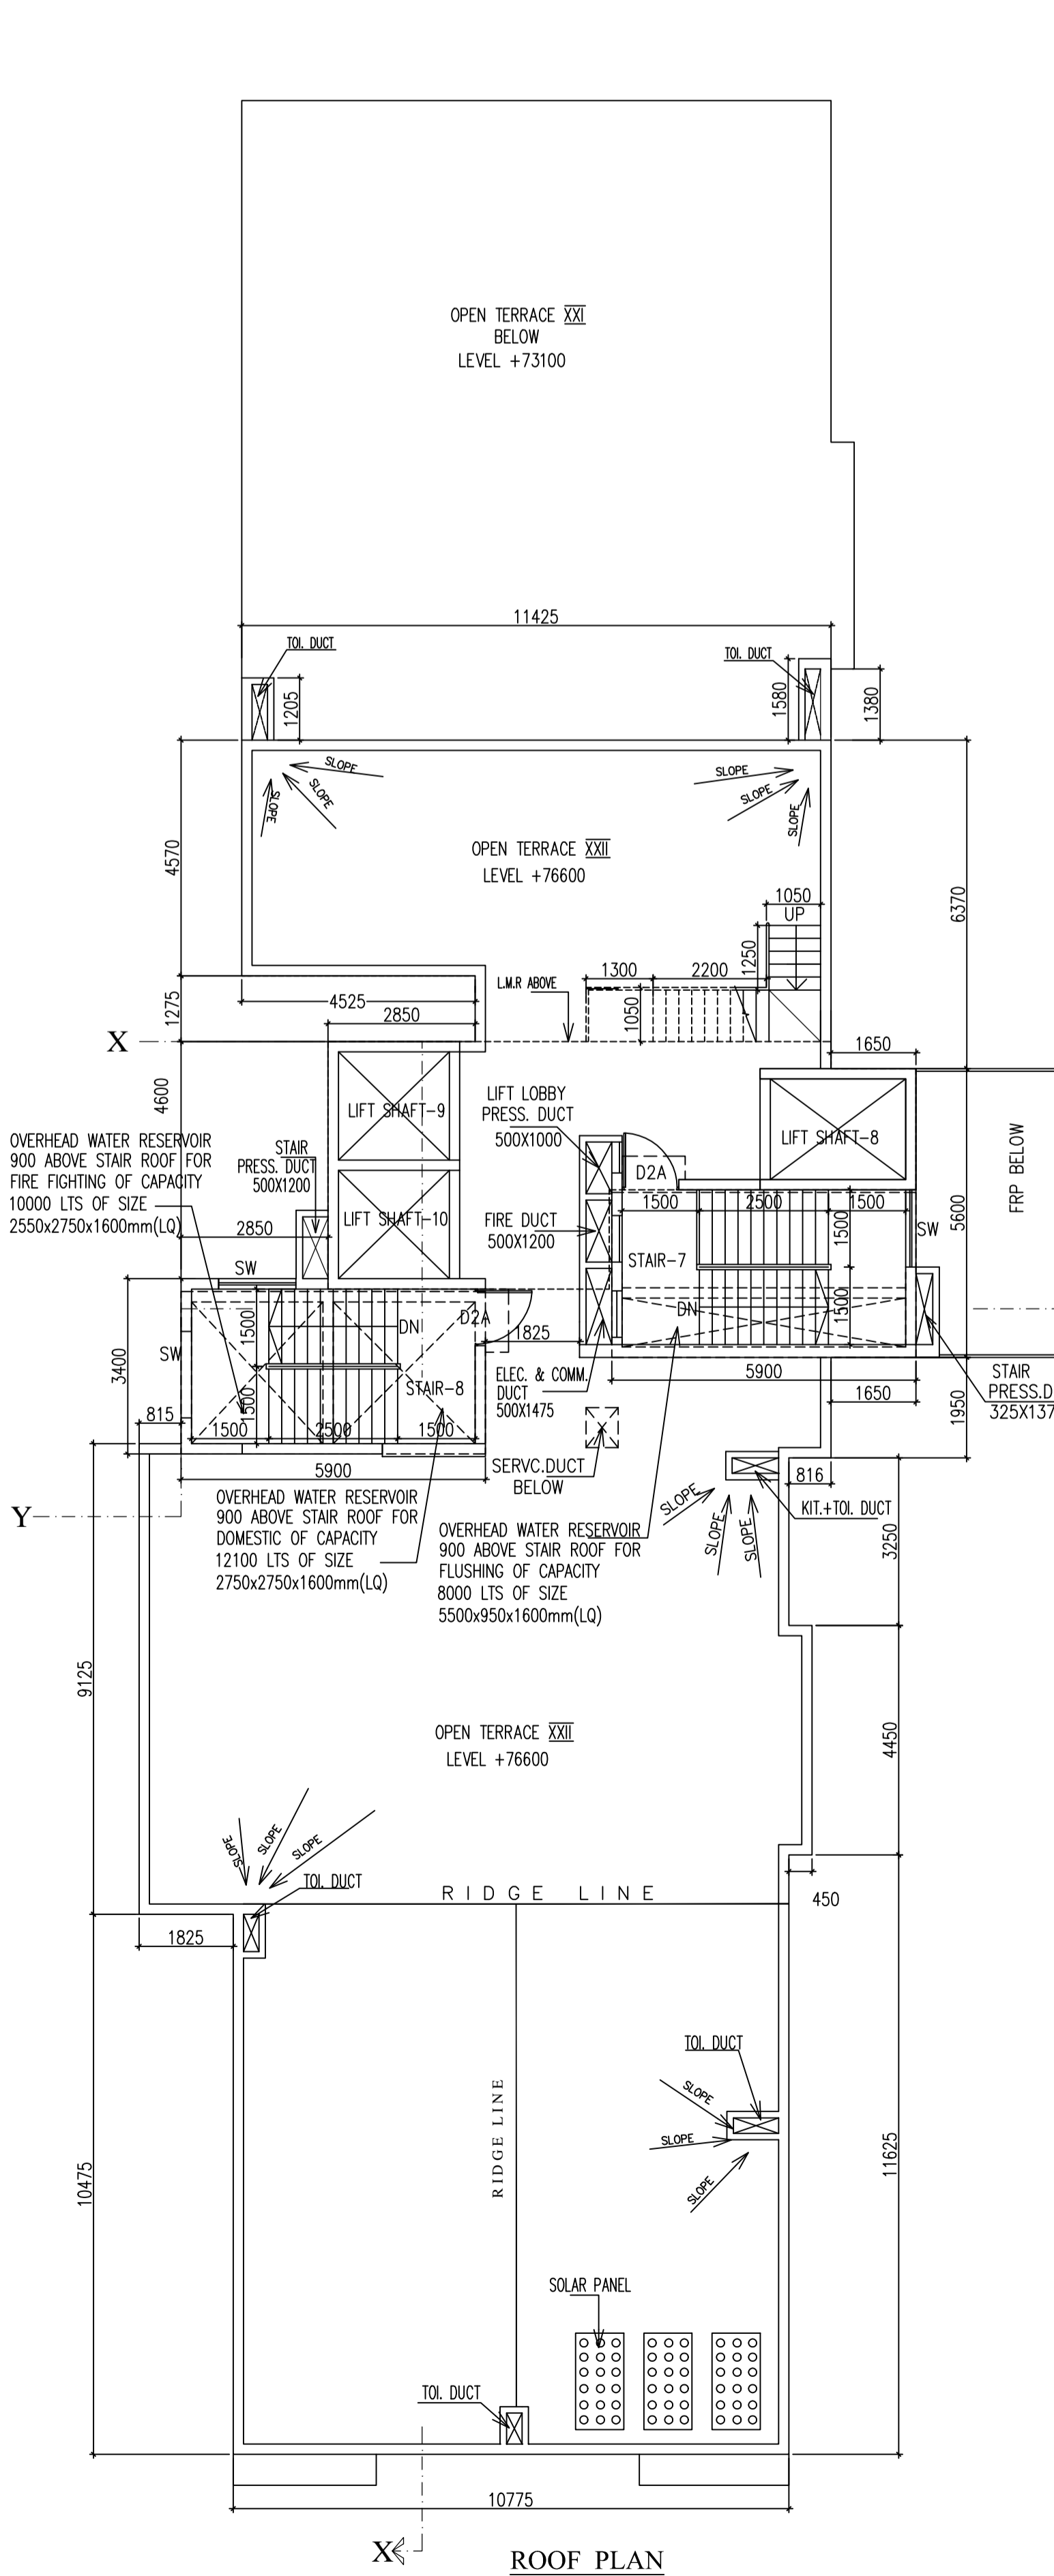 OPEN TERRACE XXI
BELOW
LEVEL +73100
11425
TOI. DUCT
TOI. DUCT
1205
1580
1380
SLOPE
SLOPE
SLOPE
SLOPE
SLOPE
SLOPE
4570
OPEN TERRACE XXII
LEVEL +76600
6370
1050
UP
1250
1300
2200
L.M.R ABOVE
4525
1275
2850
1050
X
1650
4600
LIFT LOBBY
PRESS. DUCT
500X1000
LIFT SHAFT-9
LIFT SHAFT-8
OVERHEAD WATER RESERVOIR
900 ABOVE STAIR ROOF FOR
FIRE FIGHTING OF CAPACITY
10000 LTS OF SIZE
2550x2750x1600mm(LQ)
STAIR
PRESS. DUCT
500X1200
D2A
FRP BELOW
5600
1500
2500
1500
LIFT SHAFT-10
FIRE DUCT
500X1200
2850
1500
SW
STAIR-7
SW
1500
DN
D2A
DN
1500
1825
SW
3400
STAIR-8
ELEC. & COMM.
DUCT
500X1475
5900
STAIR
PRESS.D
325X137
1650
1950
815
1500
1500
2500
1500
5900
SERVC.DUCT
BELOW
816
Y
OVERHEAD WATER RESERVOIR
900 ABOVE STAIR ROOF FOR
DOMESTIC OF CAPACITY
12100 LTS OF SIZE
2750x2750x1600mm(LQ)
SLOPE
SLOPE
SLOPE
KIT.+TOI. DUCT
3250
OVERHEAD WATER RESERVOIR
900 ABOVE STAIR ROOF FOR
FLUSHING OF CAPACITY
8000 LTS OF SIZE
5500x950x1600mm(LQ)
9125
OPEN TERRACE XXII
LEVEL +76600
4450
SLOPE
SLOPE
SLOPE
TOI. DUCT
RIDGE LINE
450
1825
TOI. DUCT
SLOPE
SLOPE
SLOPE
RIDGE LINE
10475
11625
SOLAR PANEL
TOI. DUCT
10775
X
ROOF PLAN